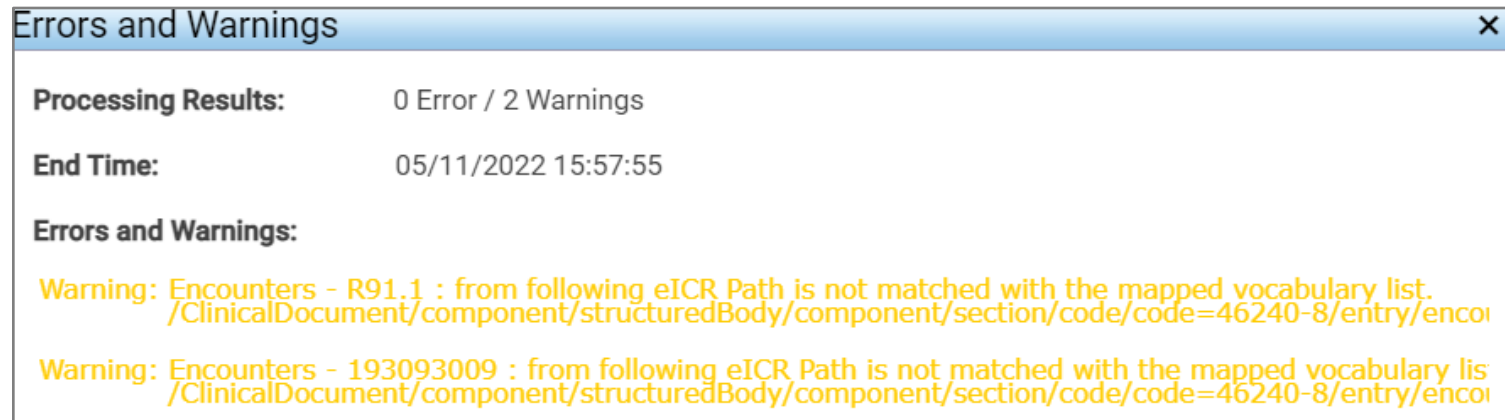 Errors and Warnings ×
Processing Results: 0 Error / 2 Warnings
End Time: 05/11/2022 15:57:55
Errors and Warnings:
Warning: Encounters - R91.1 : from following eICR Path is not matched with the mapped vocabulary list.
/ClinicalDocument/component/structuredBody/component/section/code/code=46240-8/entry/encou
Warning: Encounters - 193093009 : from following eICR Path is not matched with the mapped vocabulary lis
/ClinicalDocument/component/structuredBody/component/section/code/code=46240-8/entry/encou